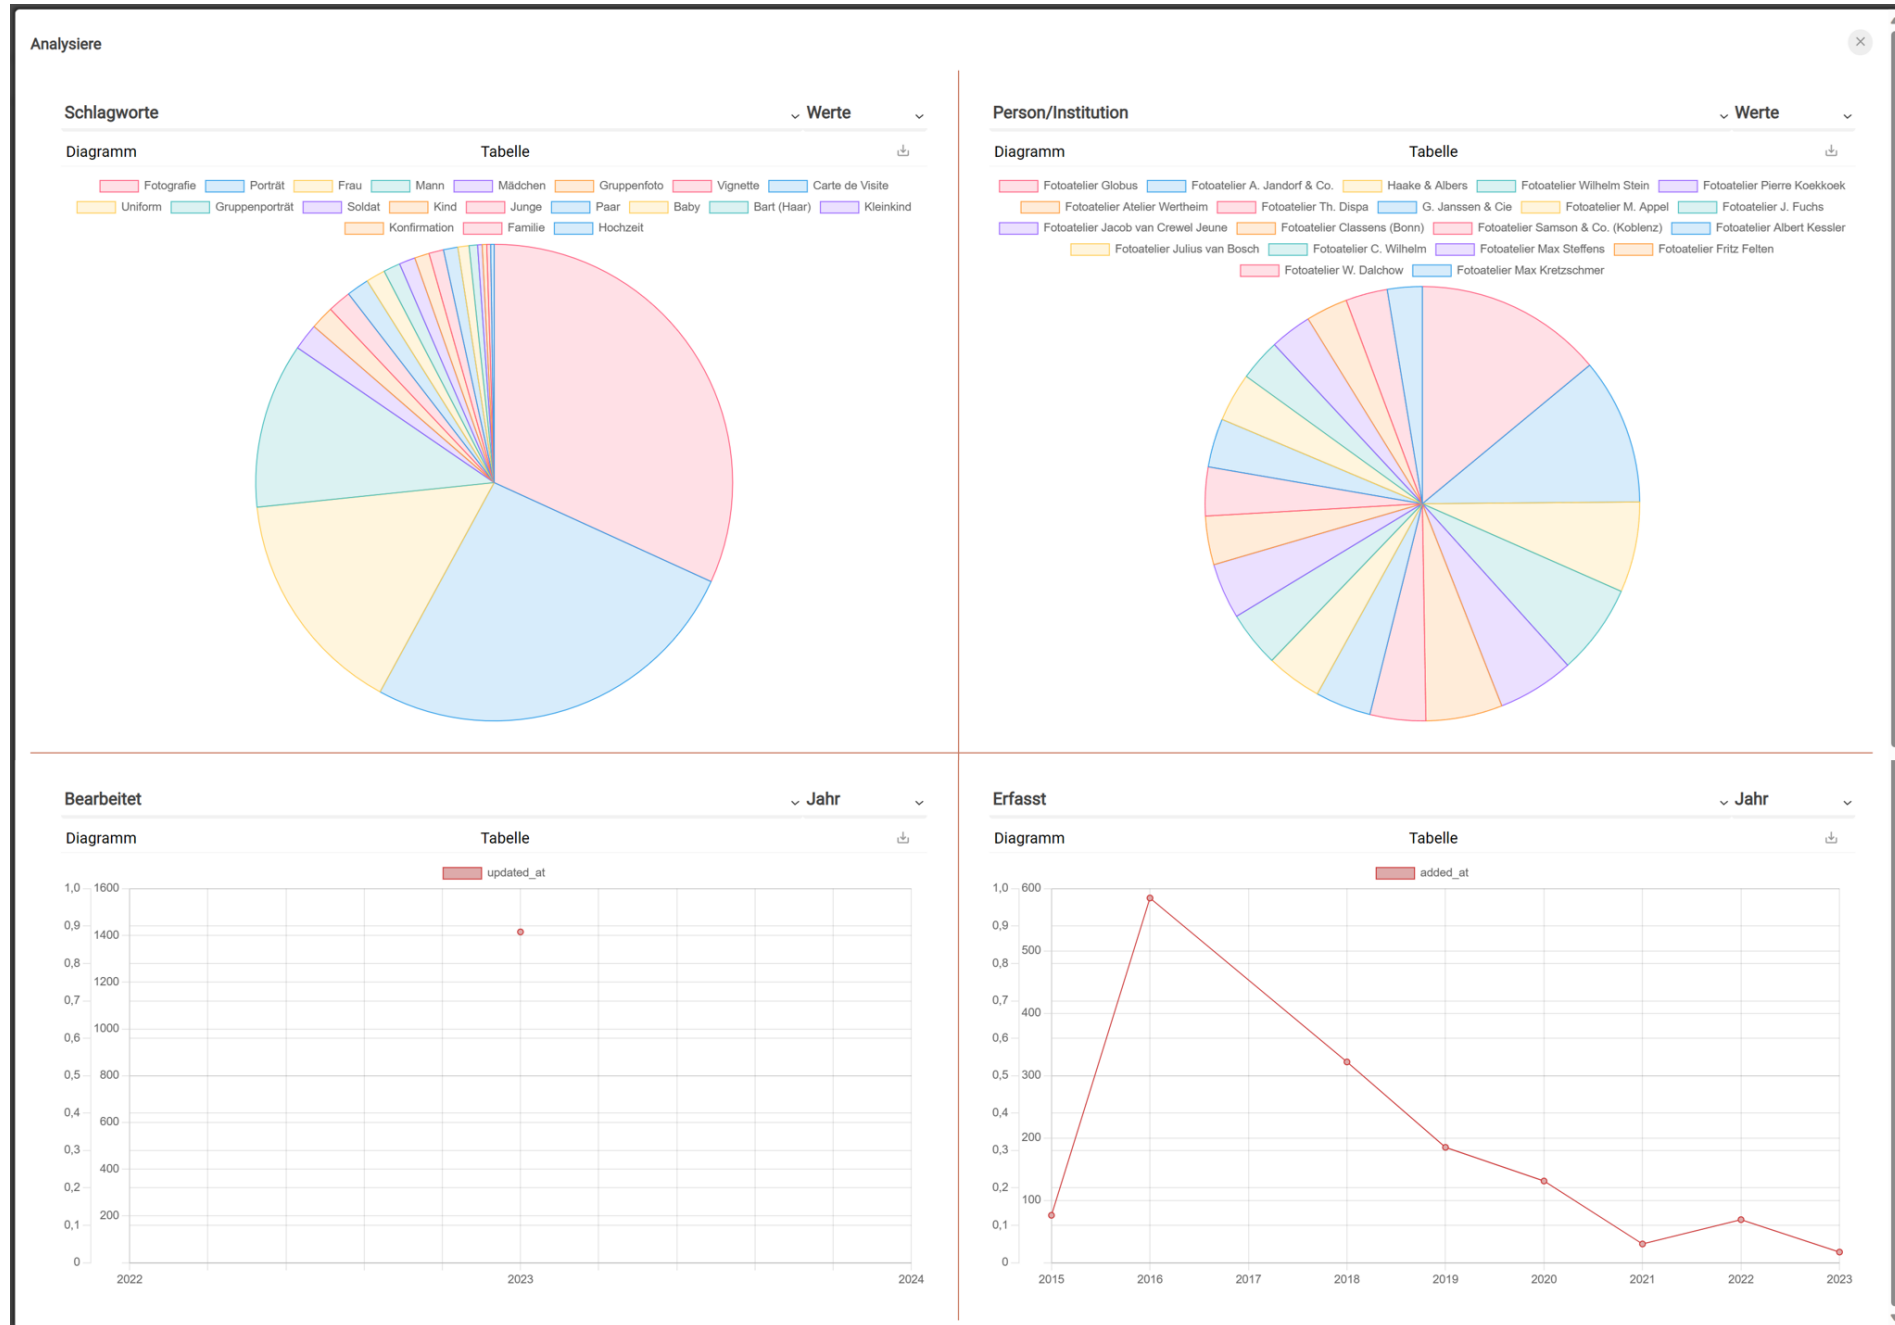 Analysiere
Schlagworte Werte
Diagramm Tabelle
Fotografie Porträt Frau Mann Mädchen Gruppenfoto Vignette Carte de Visite
Uniform Gruppenporträt Soldat Kind Junge Paar Baby Bart (Haar) Kleinkind
Konfirmation Familie Hochzeit
Person/Institution Werte
Diagramm Tabelle
Fotoatelier Globus Fotoatelier A. Jandorf & Co. Haake & Albers Fotoatelier Wilhelm Stein Fotoatelier Pierre Koekkoek
Fotoatelier Atelier Wertheim Fotoatelier Th. Dispa G. Janssen & Cie Fotoatelier M. Appel Fotoatelier J. Fuchs
Fotoatelier Jacob van Crewel Jeune Fotoatelier Classens (Bonn) Fotoatelier Samson & Co. (Koblenz) Fotoatelier Albert Kessler
Fotoatelier Julius van Bosch Fotoatelier C. Wilhelm Fotoatelier Max Steffens Fotoatelier Fritz Felten
Fotoatelier W. Dalchow Fotoatelier Max Kretzschmer
Bearbeitet Jahr
Diagramm Tabelle
updated_at
1,0 1600
0,9
1400
0,8
1200
0,7
1000
0,6
0,5 800
0,4
600
0,3
400
0,2
200
0,1
0
2022 2023 2024
Erfasst Jahr
Diagramm Tabelle
added_at
1,0 600
0,9
500
0,8
0,7
400
0,6
0,5 300
0,4
200
0,3
0,2
100
0,1
0 0
2015 2016 2017 2018 2019 2020 2021 2022 2023